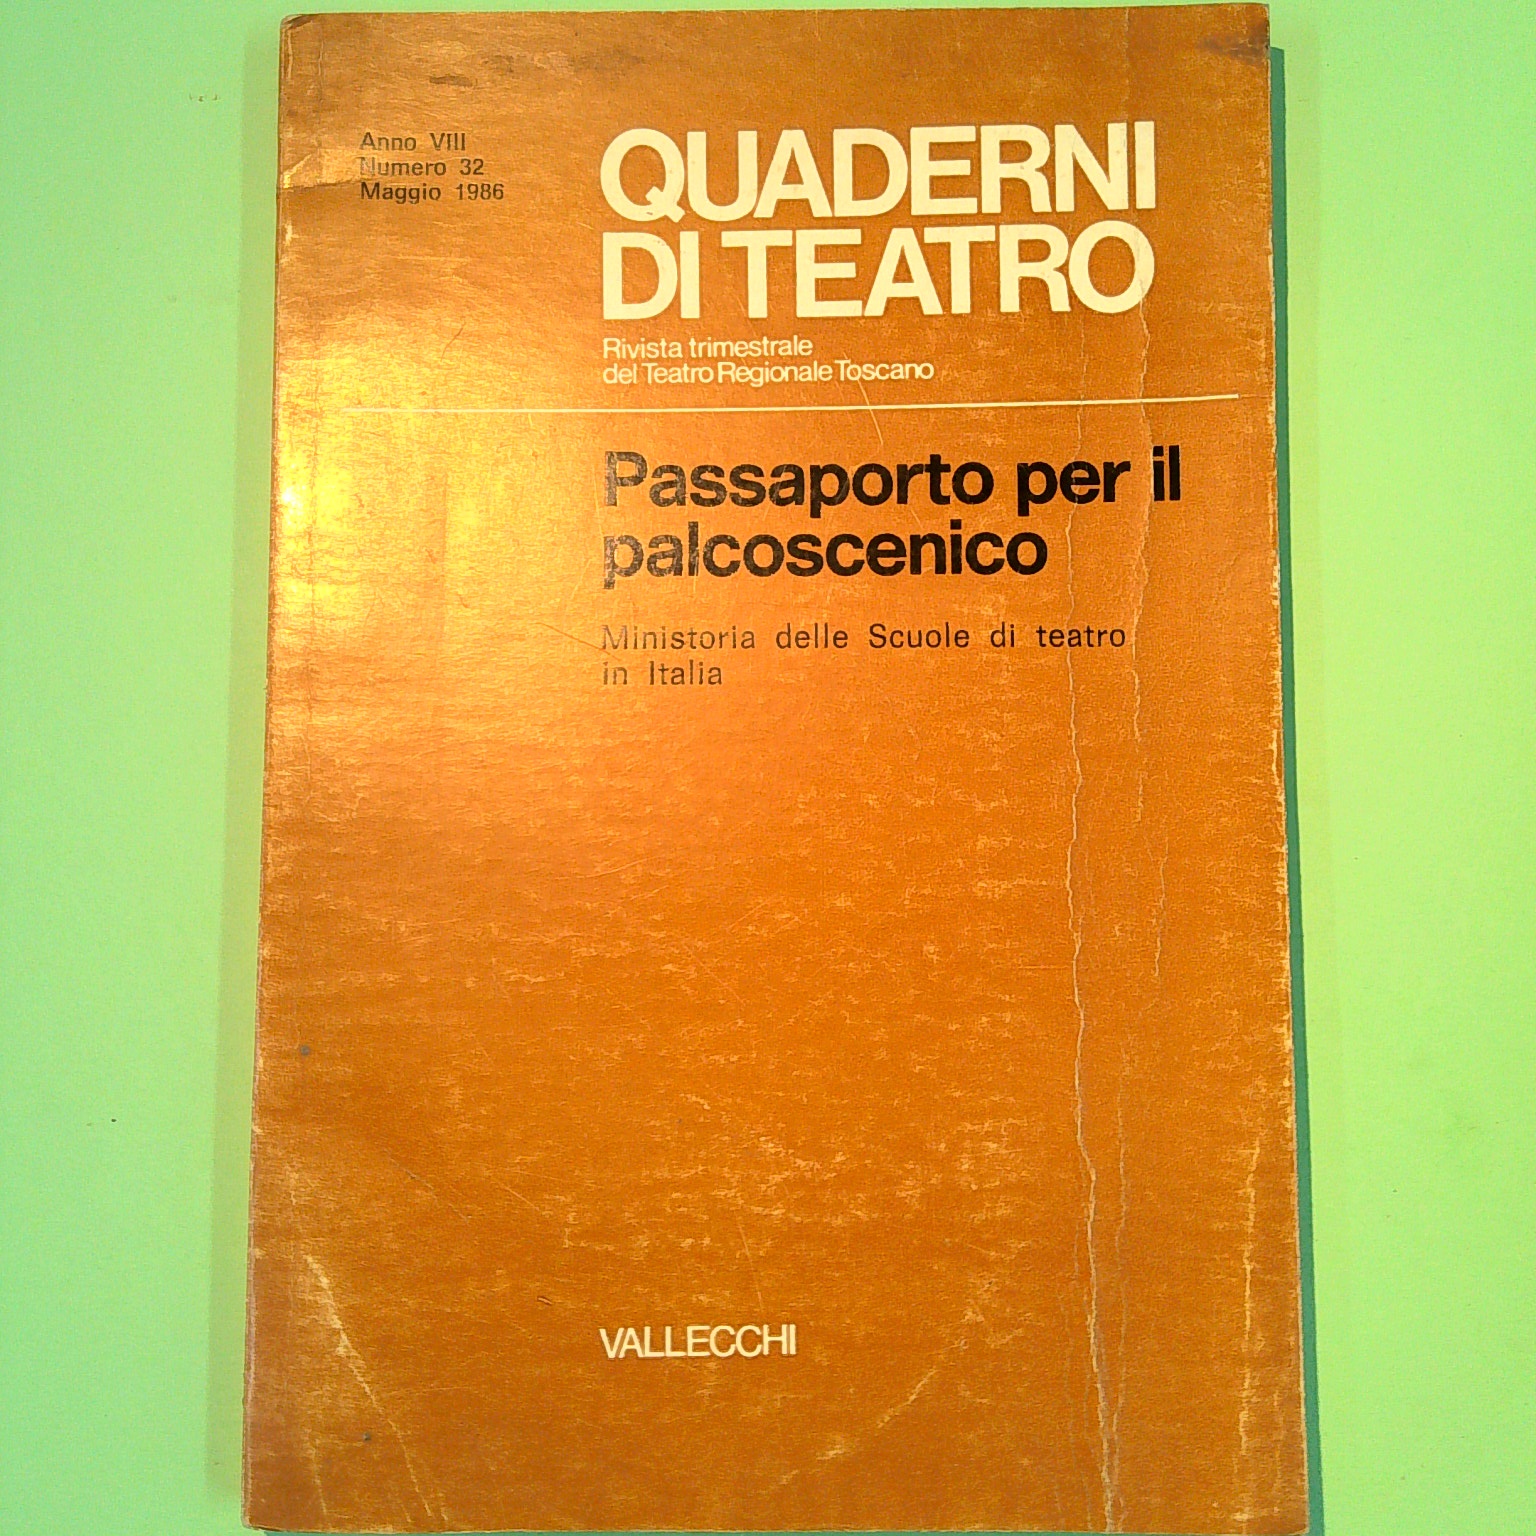 Anno VIII
Numero 32
Maggio 1986
QUADERNI
DI TEATRO
Rivista trimestrale
del Teatro Regionale Toscano
Passaporto per il
palcoscenico
Ministoria delle Scuole di teatro
in Italia
VALLECCHI